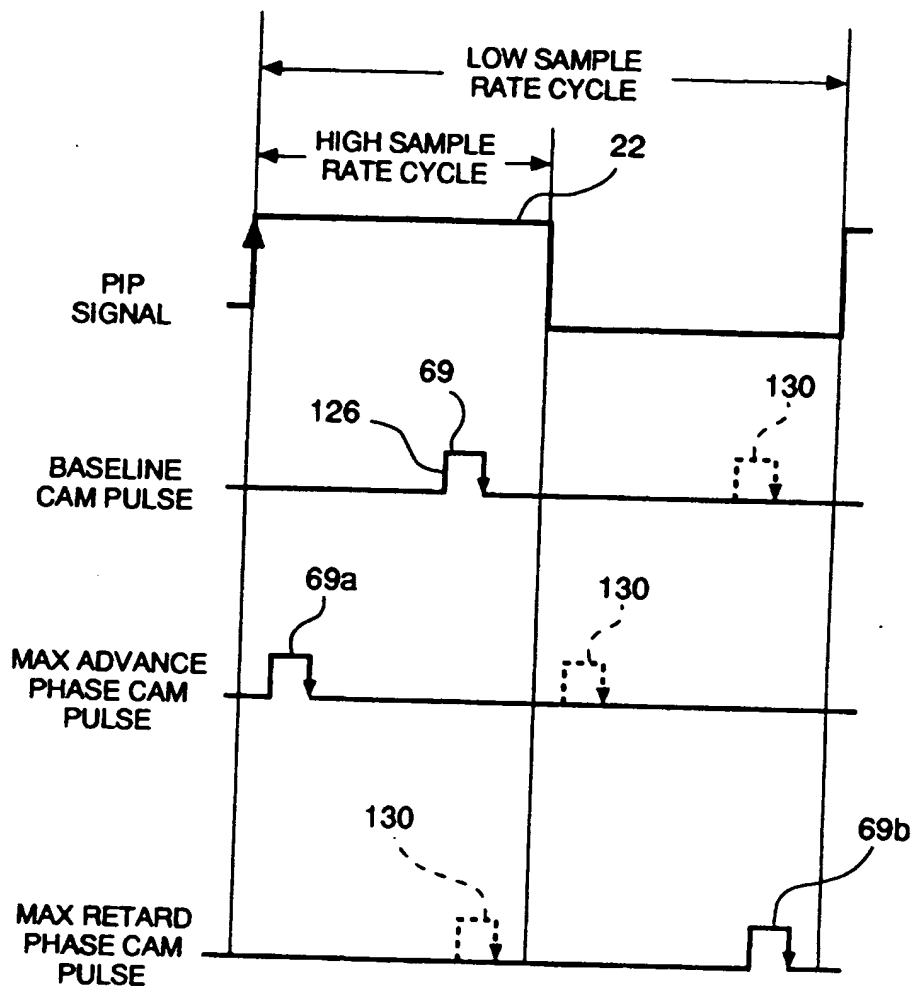 LOW SAMPLE
RATE CYCLE
HIGH SAMPLE
RATE CYCLE
22
PIP
SIGNAL
69
126
130
BASELINE
CAM PULSE
69a
130
MAX ADVANCE
PHASE CAM
PULSE
130
69b
MAX RETARD
PHASE CAM
PULSE